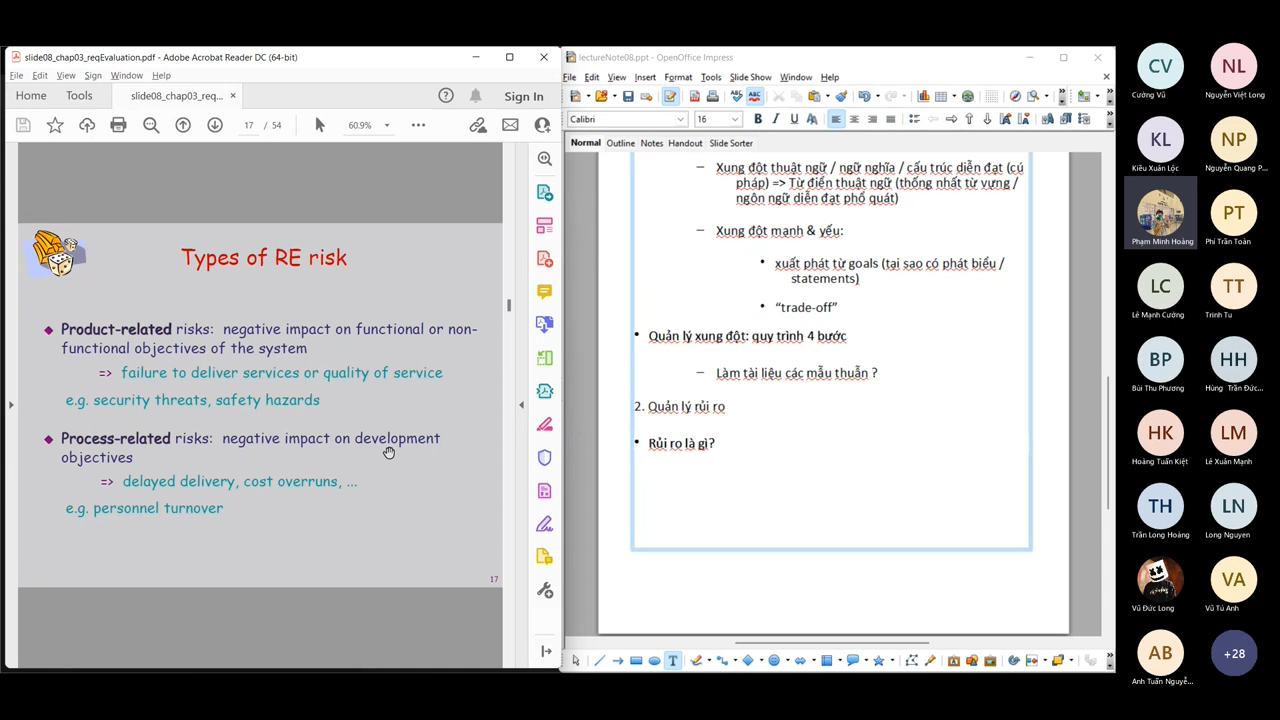 slide08_chap03_reqEvaluation.pdf - Adobe Acrobat Reader DC (64-bit)
File Edit View Sign Window Help
Home Tools slide08_chap03_req... × Sign In
17 / 54 60.9%
Types of RE risk
Product-related risks: negative impact on functional or non-
functional objectives of the system
=> failure to deliver services or quality of service
e.g. security threats, safety hazards
Process-related risks: negative impact on development
objectives
=> delayed delivery, cost overruns, ...
e.g. personnel turnover
17
lectureNote08.ppt - OpenOffice Impress
File Edit View Insert Format Tools Slide Show Window Help
Calibri 16 B I U S
Normal Outline Notes Handout Slide Sorter
– Xung đột thuật ngữ / ngữ nghĩa / cấu trúc diễn đạt (cú
pháp) => Từ điển thuật ngữ (thống nhất từ vựng /
ngôn ngữ diễn đạt phổ quát)
– Xung đột mạnh & yếu:
• xuất phát từ goals (tại sao có phát biểu /
statements)
• “trade-off”
• Quản lý xung đột: quy trình 4 bước
– Làm tài liệu các mẫu thuẫn ?
2. Quản lý rủi ro
• Rủi ro là gì?
CV NL
Cường Vũ Nguyễn Việt Long
KL NP
Kiều Xuân Lộc Nguyễn Quang P...
PT
Phạm Minh Hoàng Phí Trần Toàn
LC TT
Lê Mạnh Cường Trinh Tu
BP HH
Bùi Thu Phương Hùng Trần Đức...
HK LM
Hoàng Tuấn Kiệt Lê Xuân Mạnh
TH LN
Trần Long Hoàng Long Nguyen
VA
Vũ Đức Long Vũ Tú Anh
AB +28
Anh Tuấn Nguyễ...